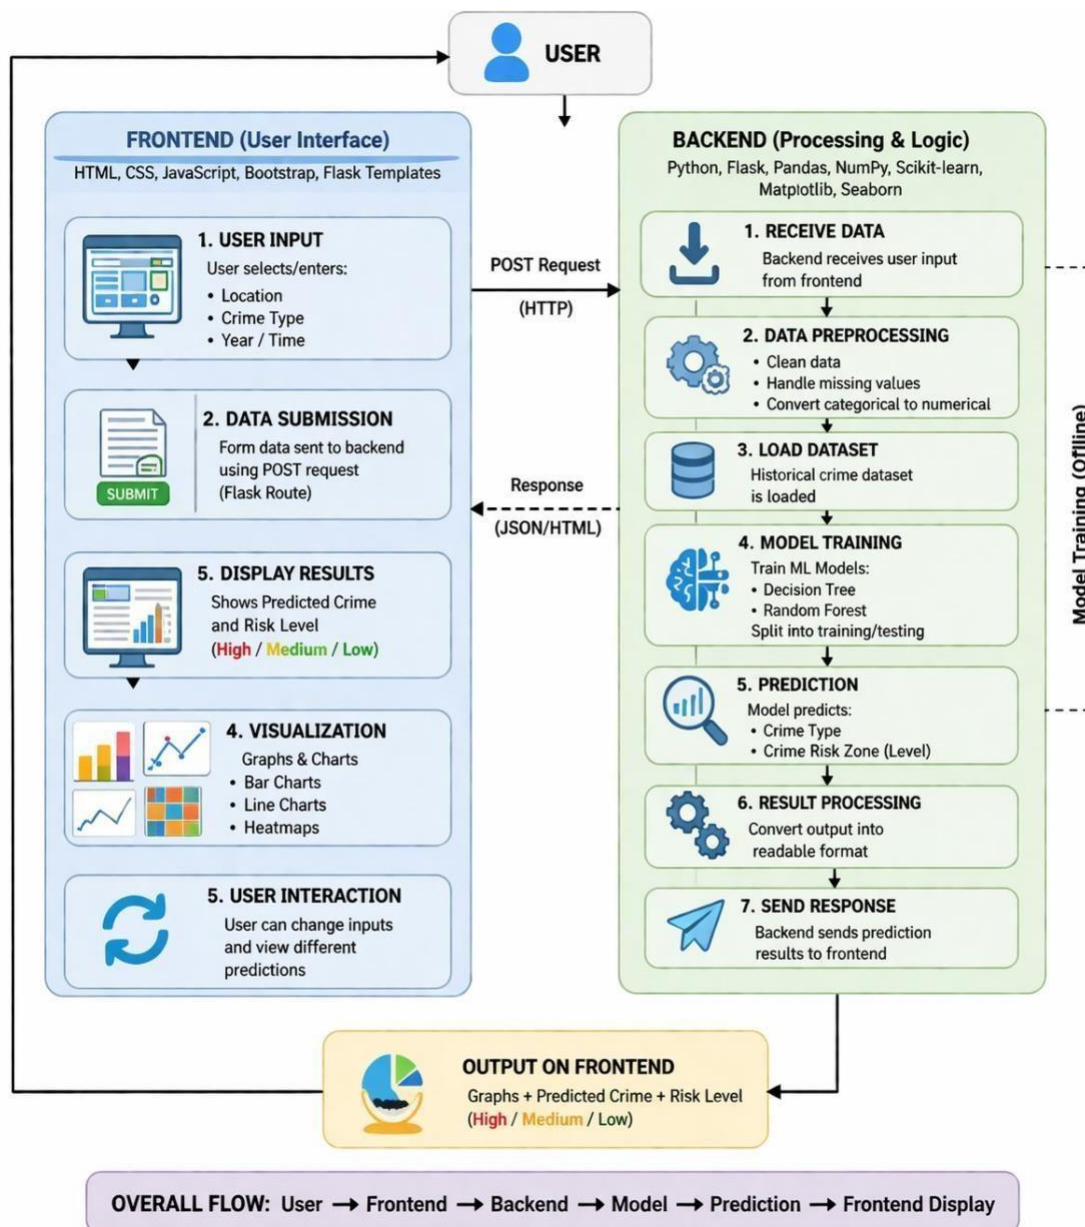 USER
FRONTEND (User Interface)
HTML, CSS, JavaScript, Bootstrap, Flask Templates
1. USER INPUT
User selects/enters:
• Location
• Crime Type
• Year / Time
2. DATA SUBMISSION
Form data sent to backend
using POST request
(Flask Route)
SUBMIT
5. DISPLAY RESULTS
Shows Predicted Crime
and Risk Level
(High / Medium / Low)
4. VISUALIZATION
Graphs & Charts
• Bar Charts
• Line Charts
• Heatmaps
5. USER INTERACTION
User can change inputs
and view different
predictions
POST Request
(HTTP)
Response
(JSON/HTML)
BACKEND (Processing & Logic)
Python, Flask, Pandas, NumPy, Scikit-learn,
Matplotlib, Seaborn
1. RECEIVE DATA
Backend receives user input
from frontend
2. DATA PREPROCESSING
• Clean data
• Handle missing values
• Convert categorical to numerical
3. LOAD DATASET
Historical crime dataset
is loaded
4. MODEL TRAINING
Train ML Models:
• Decision Tree
• Random Forest
Split into training/testing
5. PREDICTION
Model predicts:
• Crime Type
• Crime Risk Zone (Level)
6. RESULT PROCESSING
Convert output into
readable format
7. SEND RESPONSE
Backend sends prediction
results to frontend
Model Training (Offline)
OUTPUT ON FRONTEND
Graphs + Predicted Crime + Risk Level
(High / Medium / Low)
OVERALL FLOW: User → Frontend → Backend → Model → Prediction → Frontend Display